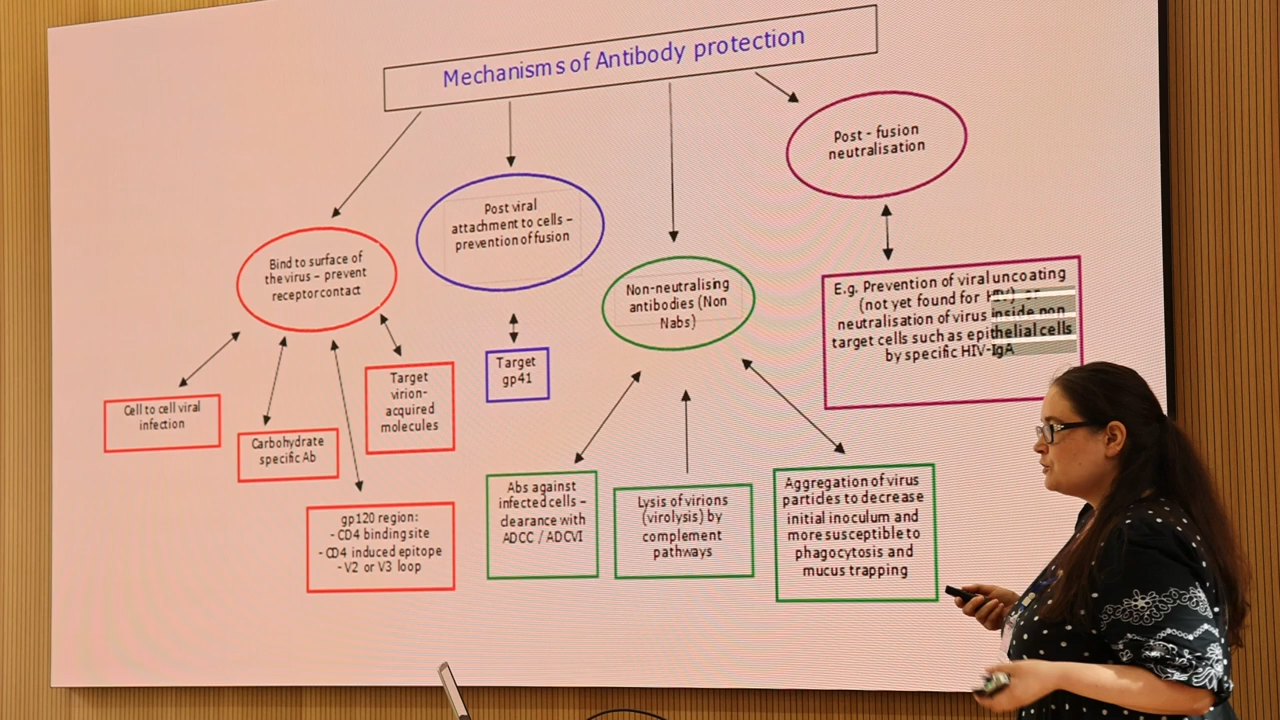 Mechanisms of Antibody protection
Post - fusion
neutralisation
Post viral
attachment to cells –
prevention of fusion
Bind to surface of
the virus – prevent
receptor contact
Non-neutralising
antibodies (Non
Nabs)
E.g. Prevention of viral uncoating
(not yet found for HIV) or
neutralisation of virus inside non
target cells such as epithelial cells
by specific HIV-IgA
Target
gp41
Target
virion-
acquired
molecules
Cell to cell viral
infection
Carbohydrate
specific Ab
gp120 region:
- CD4 binding site
- CD4 induced epitope
- V2 or V3 loop
Abs against
infected cells –
clearance with
ADCC / ADCVI
Lysis of virions
(virolysis) by
complement
pathways
Aggregation of virus
particles to decrease
initial inoculum and
more susceptible to
phagocytosis and
mucus trapping